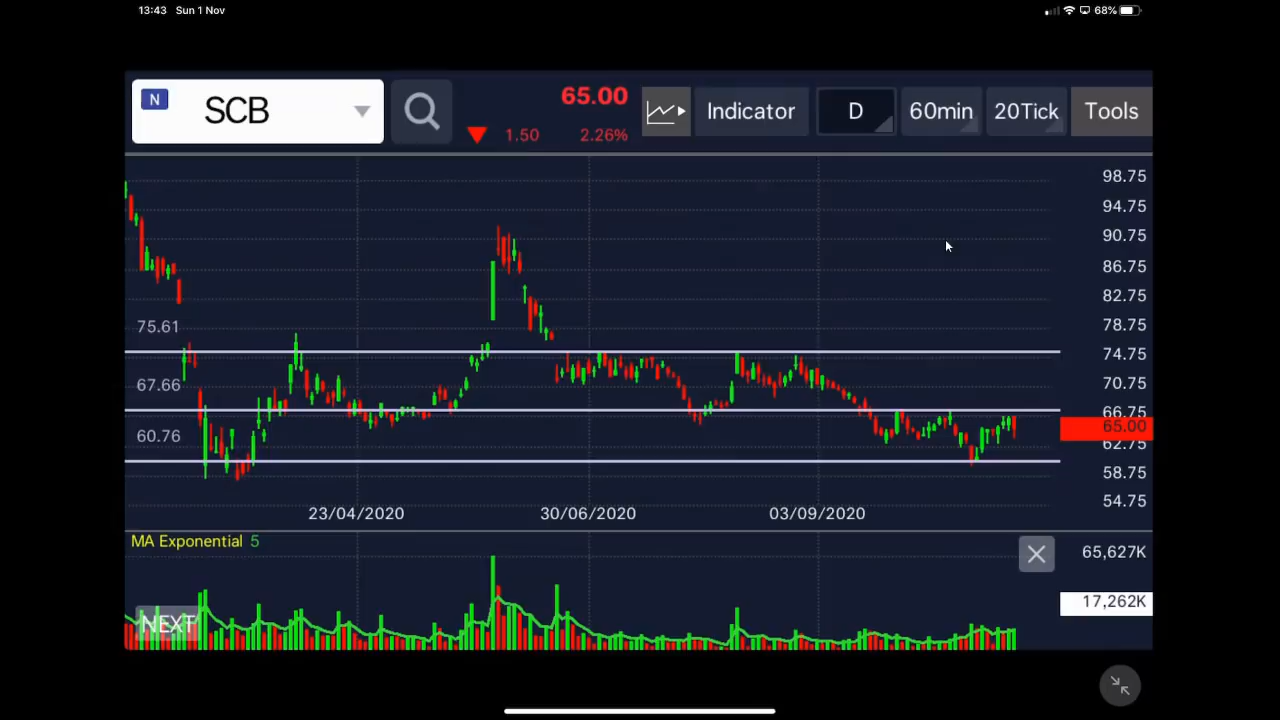 13:43 Sun 1 Nov 68%
N SCB 65.00 1.50 2.26% Indicator D 60min 20Tick Tools
98.75
94.75
90.75
86.75
82.75
75.61 78.75
74.75
67.66 70.75
66.75
65.00
60.76 62.75
58.75
54.75
23/04/2020 30/06/2020 03/09/2020
MA Exponential 5
65,627K
17,262K
NEXT